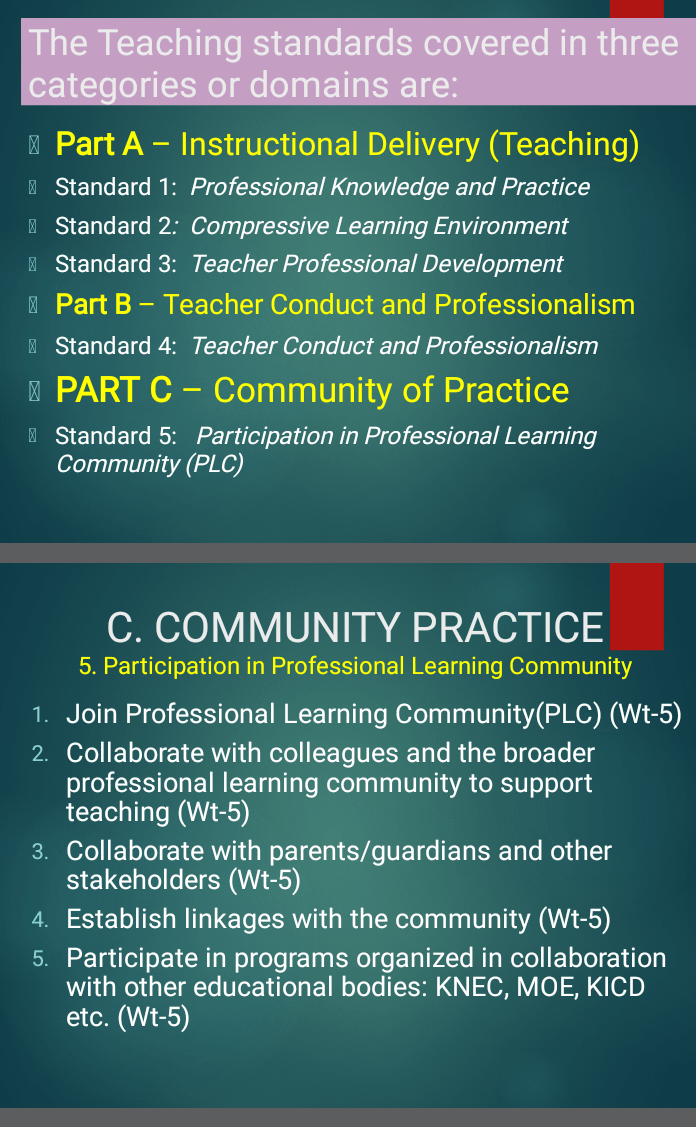 The Teaching standards covered in three
categories or domains are:
Part A – Instructional Delivery (Teaching)
Standard 1: Professional Knowledge and Practice
Standard 2: Compressive Learning Environment
Standard 3: Teacher Professional Development
Part B – Teacher Conduct and Professionalism
Standard 4: Teacher Conduct and Professionalism
PART C – Community of Practice
Standard 5: Participation in Professional Learning
Community (PLC)
C. COMMUNITY PRACTICE
5. Participation in Professional Learning Community
1. Join Professional Learning Community(PLC) (Wt-5)
2. Collaborate with colleagues and the broader
professional learning community to support
teaching (Wt-5)
3. Collaborate with parents/guardians and other
stakeholders (Wt-5)
4. Establish linkages with the community (Wt-5)
5. Participate in programs organized in collaboration
with other educational bodies: KNEC, MOE, KICD
etc. (Wt-5)